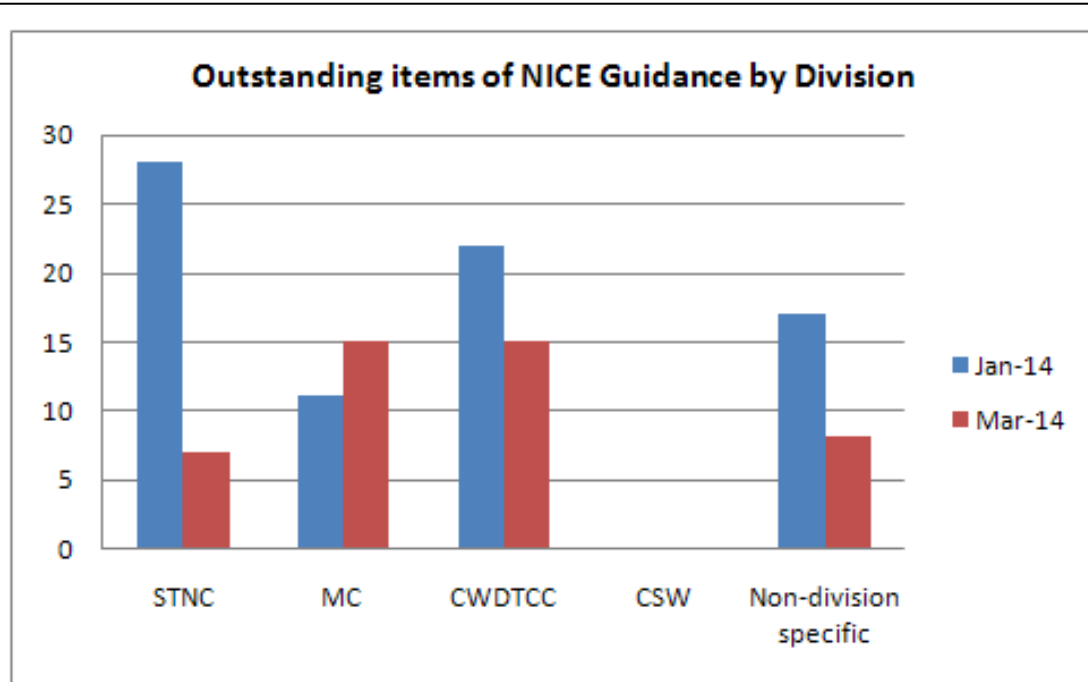 Outstanding items of NICE Guidance by Division
30
25
20
15
10
5
0
STNC MC CWDTCC CSW Non-division
specific
Jan-14
Mar-14